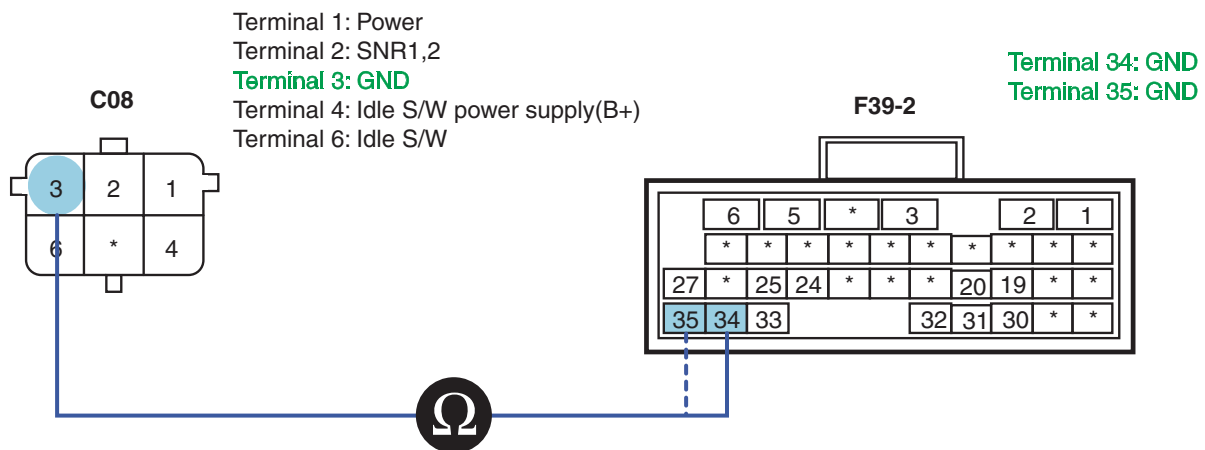 Terminal 1: Power
Terminal 2: SNR1,2
Terminal 3: GND
Terminal 4: Idle S/W power supply(B+)
Terminal 6: Idle S/W
C08
3 2 1
6 * 4
Terminal 34: GND
Terminal 35: GND
F39-2
6 5 * 3 2 1
* * * * * * * * * *
27 * 25 24 * * * 20 19 * *
35 34 33 32 31 30 * *
Ω